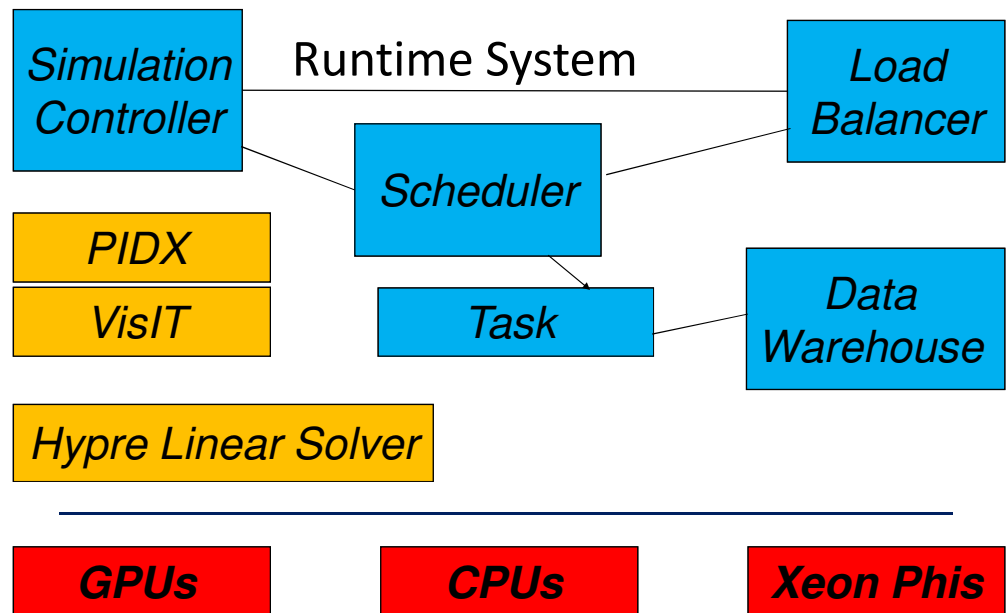 Simulation
Controller
Runtime System
Load
Balancer
Scheduler
PIDX
VisIT
Task
Data
Warehouse
Hypre Linear Solver
GPUs
CPUs
Xeon Phis